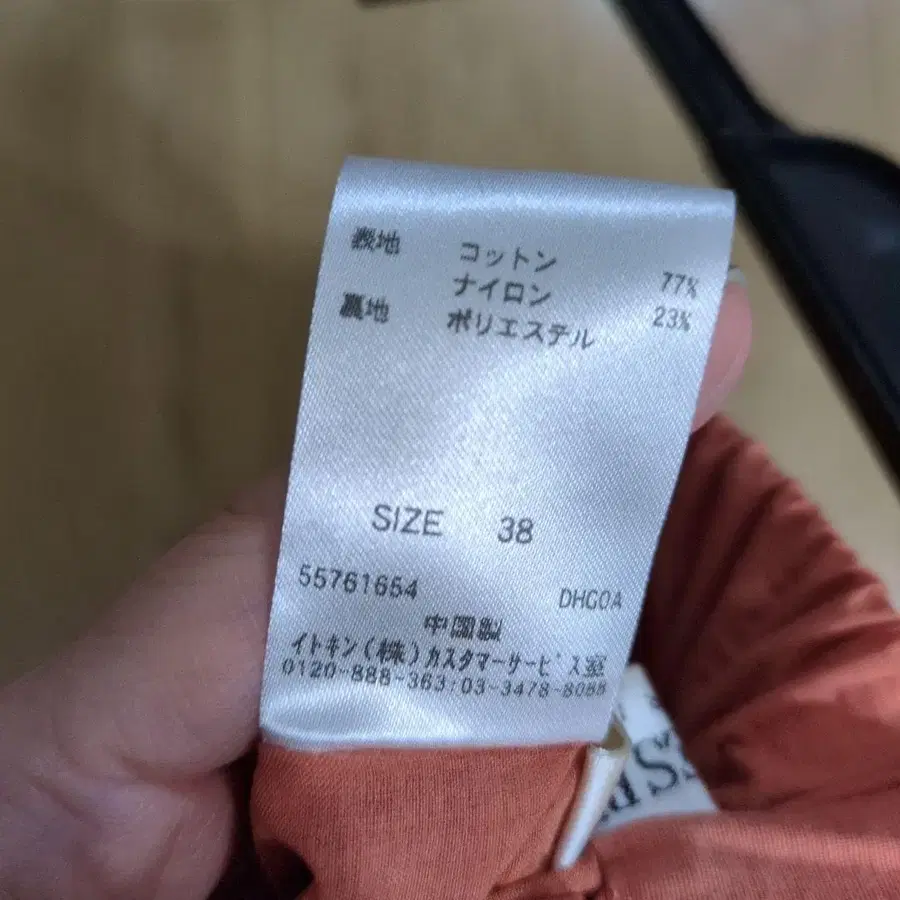 表地 コットン 77%
ナイロン 23%
裏地 ポリエステル
SIZE 38
55761654 DHG0A
中国製
イトキン(株)カスタマーサービス室
0120-888-363:03-3478-8088